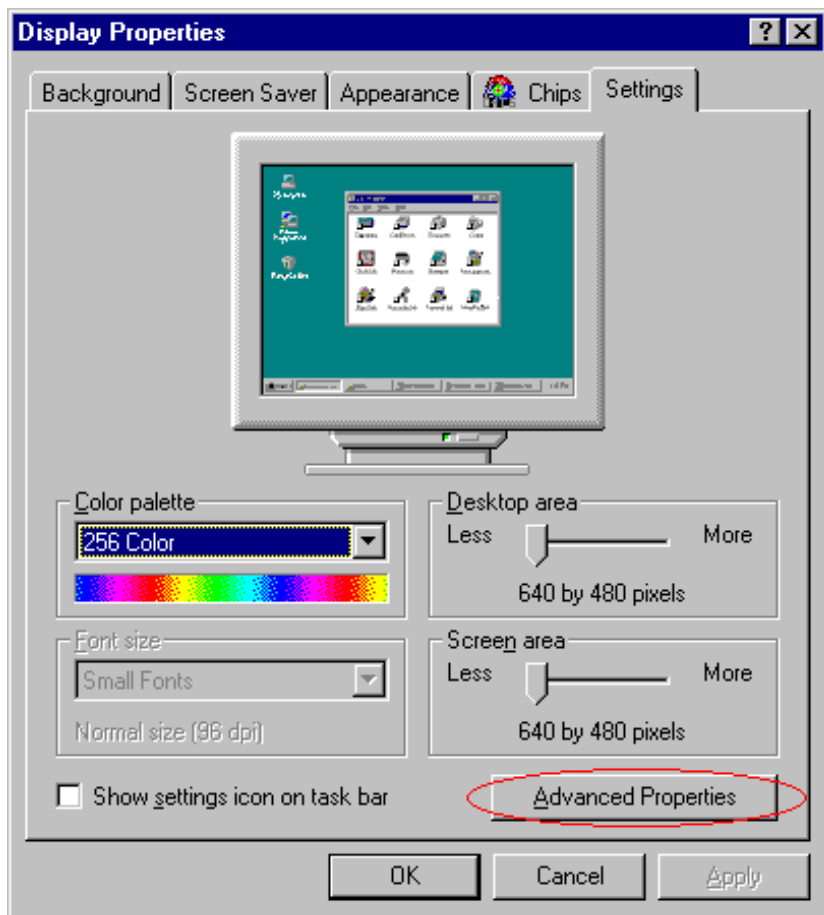 Display Properties
Background Screen Saver Appearance Chips Settings
Color palette
256 Color
Desktop area
Less More
640 by 480 pixels
Font size
Small Fonts
Normal size (96 dpi)
Screen area
Less More
640 by 480 pixels
Show settings icon on task bar
Advanced Properties
OK Cancel Apply